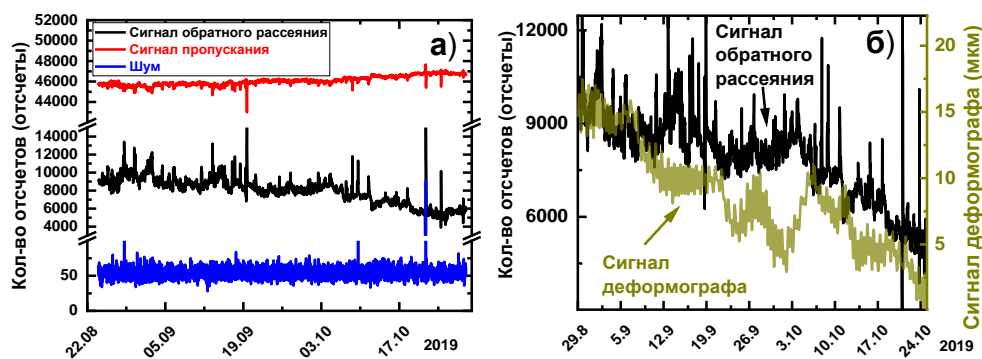 52000
50000
48000
46000
44000
14000
12000
10000
8000
6000
4000
50
0
Кол-во отсчетов (отсчеты)
Сигнал обратного рассеяния
Сигнал пропускания
Шум
а)
22.08
05.09
19.09
03.10
17.10
2019
12000
9000
6000
Кол-во отсчетов (отсчеты)
Сигнал
обратного
рассеяния
б)
Сигнал
деформографа
20
15
10
5
Сигнал деформографа (мкм)
29.8
5.9
12.9
19.9
26.9
3.10
10.10
17.10
24.10
2019